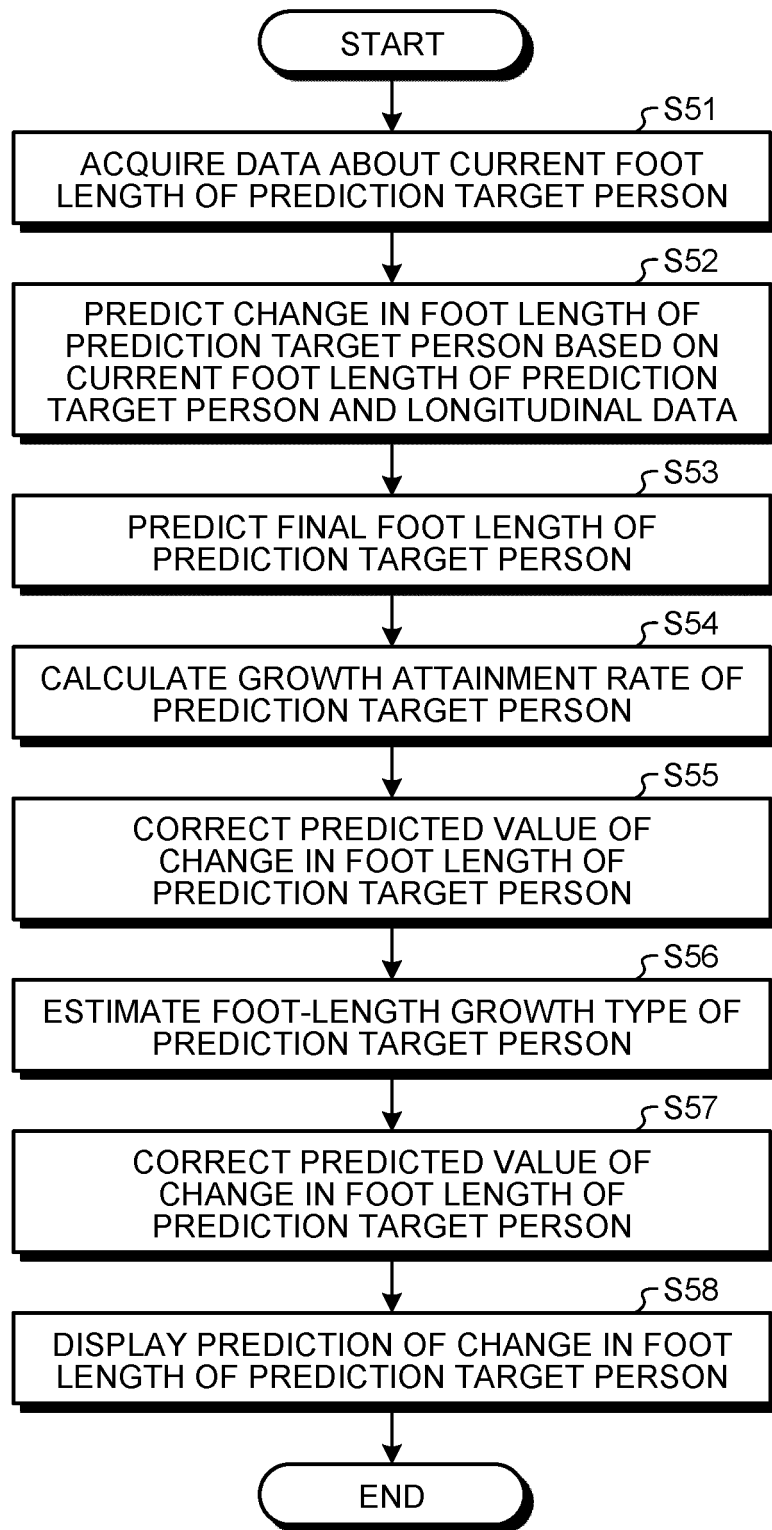 START
S51
ACQUIRE DATA ABOUT CURRENT FOOT
LENGTH OF PREDICTION TARGET PERSON
S52
PREDICT CHANGE IN FOOT LENGTH OF
PREDICTION TARGET PERSON BASED ON
CURRENT FOOT LENGTH OF PREDICTION
TARGET PERSON AND LONGITUDINAL DATA
S53
PREDICT FINAL FOOT LENGTH OF
PREDICTION TARGET PERSON
S54
CALCULATE GROWTH ATTAINMENT RATE OF
PREDICTION TARGET PERSON
S55
CORRECT PREDICTED VALUE OF
CHANGE IN FOOT LENGTH OF
PREDICTION TARGET PERSON
S56
ESTIMATE FOOT-LENGTH GROWTH TYPE OF
PREDICTION TARGET PERSON
S57
CORRECT PREDICTED VALUE OF
CHANGE IN FOOT LENGTH OF
PREDICTION TARGET PERSON
S58
DISPLAY PREDICTION OF CHANGE IN FOOT
LENGTH OF PREDICTION TARGET PERSON
END